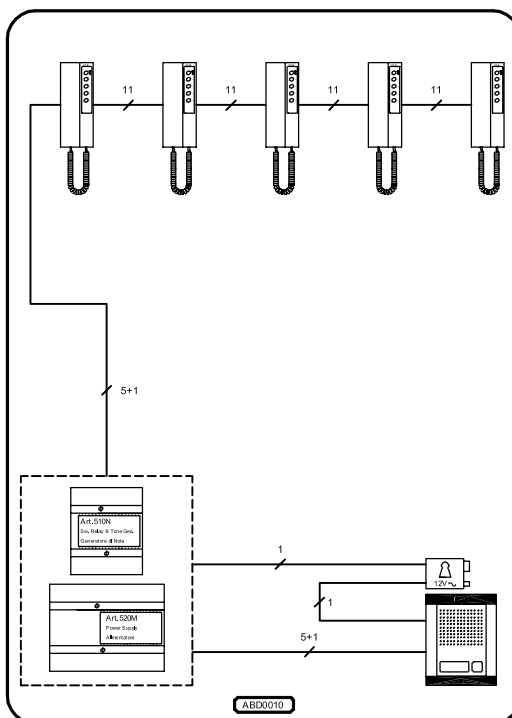 11 11 11 11
5+1
Art.510N
Sw. Relay & Tone Gen.
Generatore di Nota
1
12V~
1
Art.520M
Power Supply
Alimentatore
5+1
ABD0010